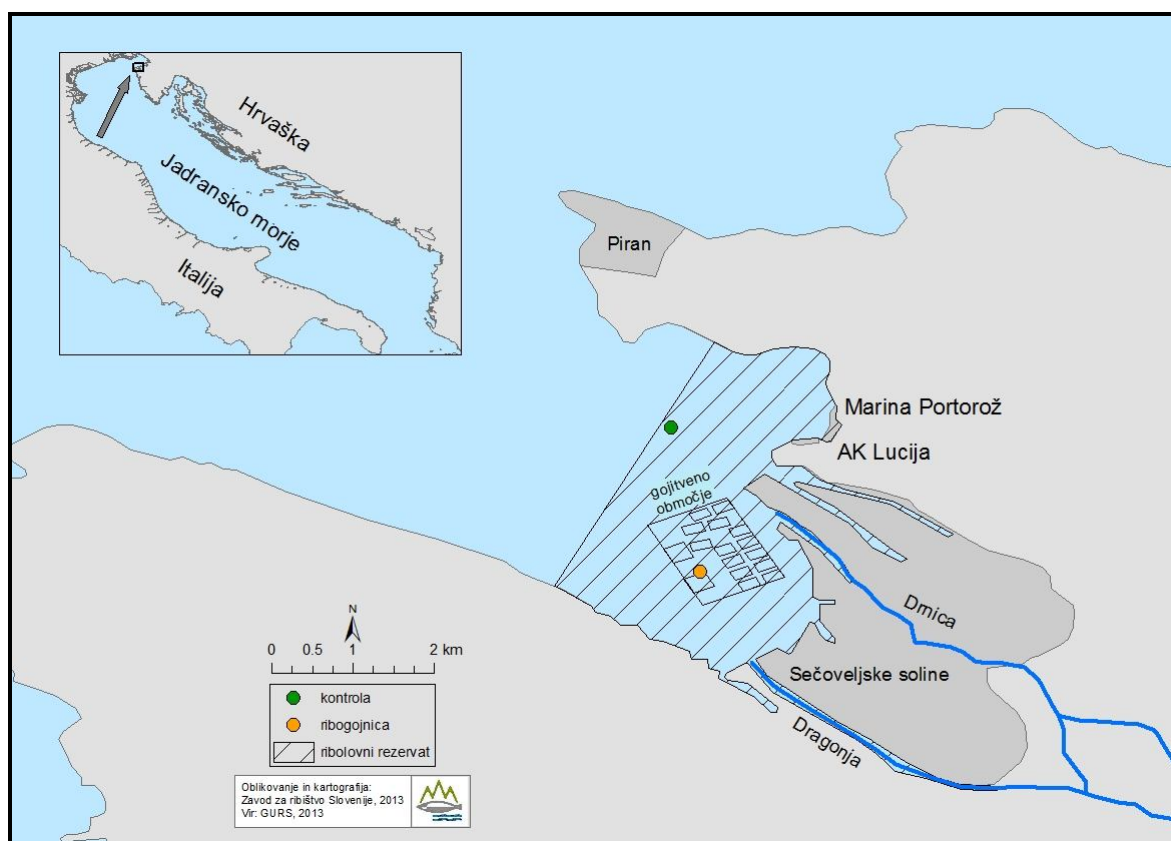 Hrvaška
Jadransko morje
Italija
Piran
Marina Portorož
AK Lucija
gojitveno
območje
Drnica
Sečoveljske soline
Dragonja
N
0 0.5 1 2 km
kontrola
ribogojnica
ribolovni rezervat
Oblikovanje in kartografija:
Zavod za ribištvo Slovenije, 2013
Vir: GURS, 2013